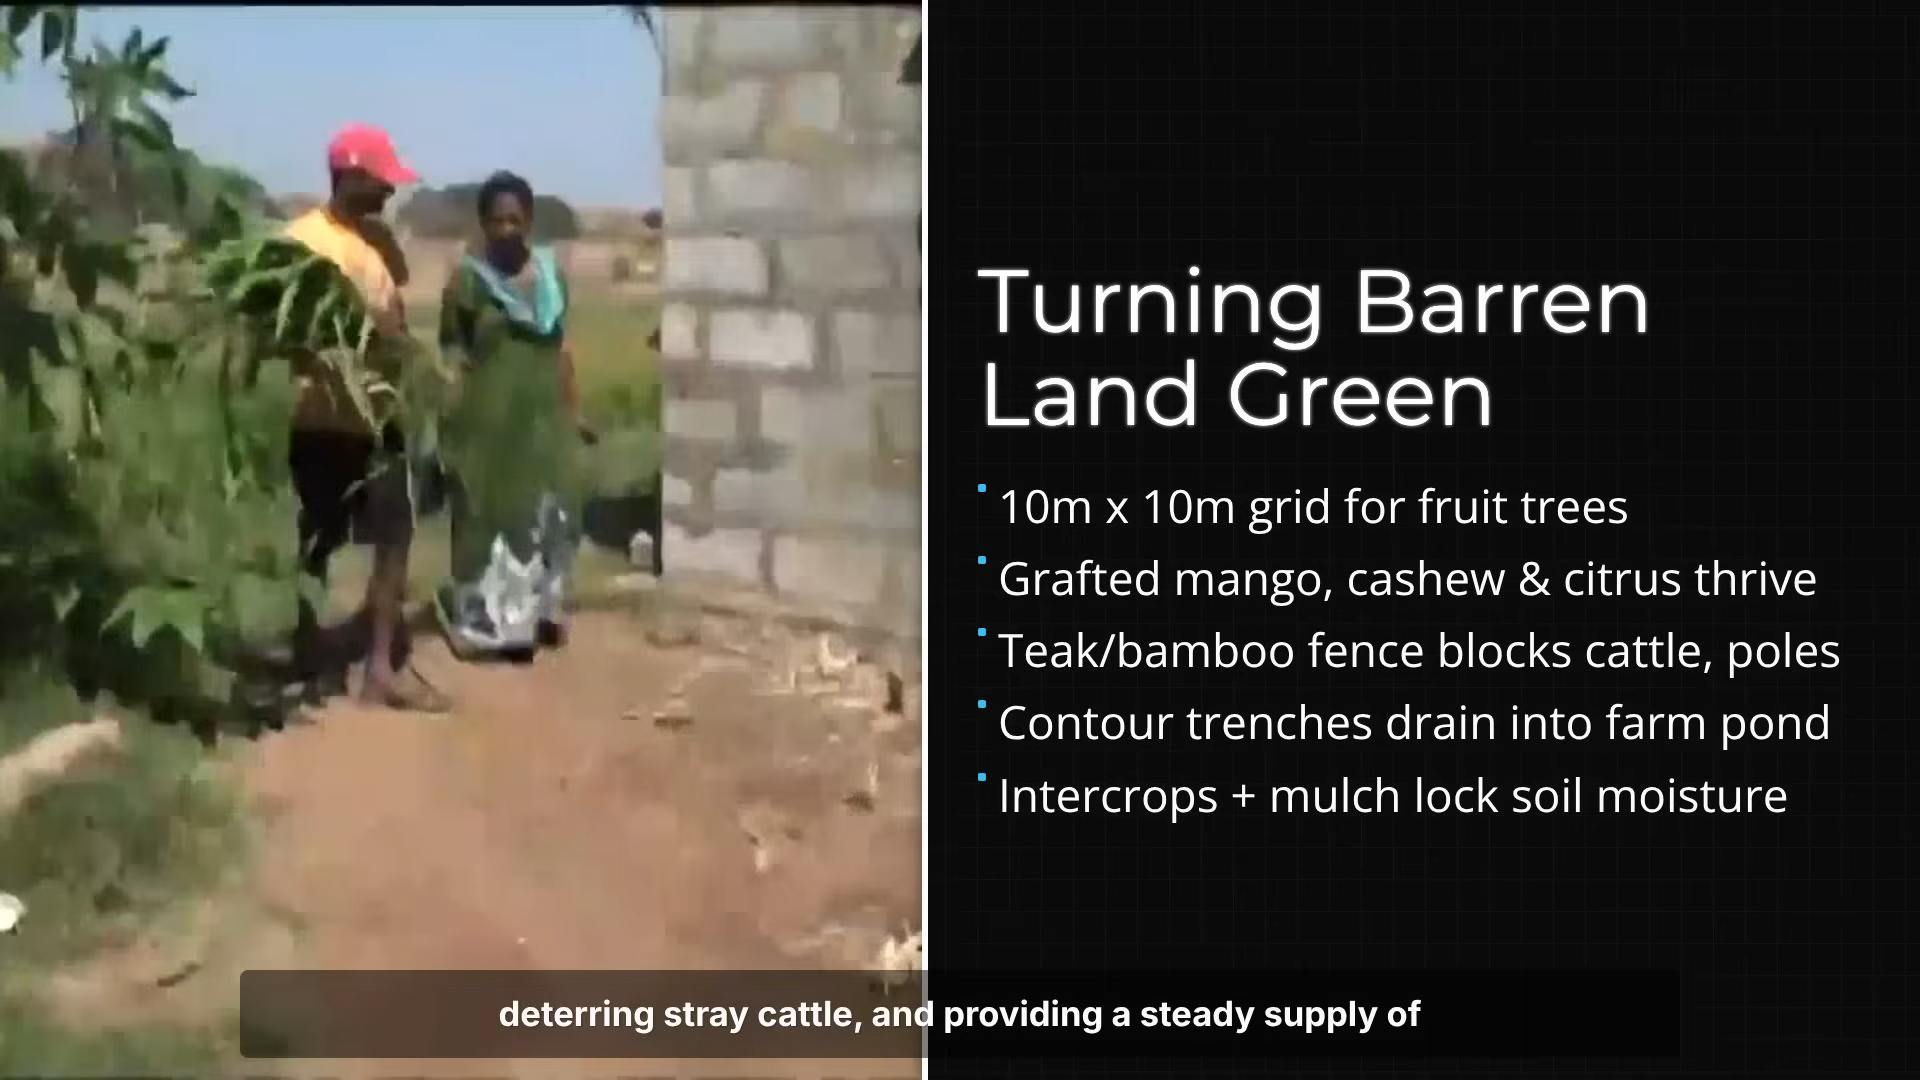 Turning Barren
Land Green
10m x 10m grid for fruit trees
Grafted mango, cashew & citrus thrive
Teak/bamboo fence blocks cattle, poles
Contour trenches drain into farm pond
Intercrops + mulch lock soil moisture
deterring stray cattle, and providing a steady supply of